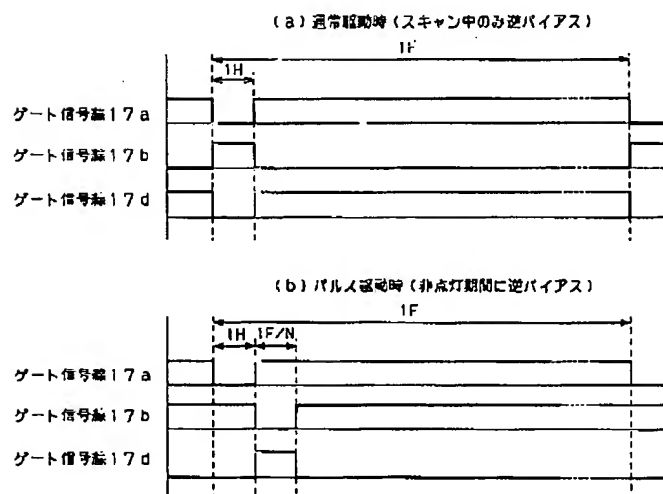 (a) 通常駆動時(スキャン中のみ逆バイアス)
1F
1H
ゲート信号線17a
ゲート信号線17b
ゲート信号線17d
(b) パルス駆動時(非点灯期間に逆バイアス)
1F
1H 1F/N
ゲート信号線17a
ゲート信号線17b
ゲート信号線17d